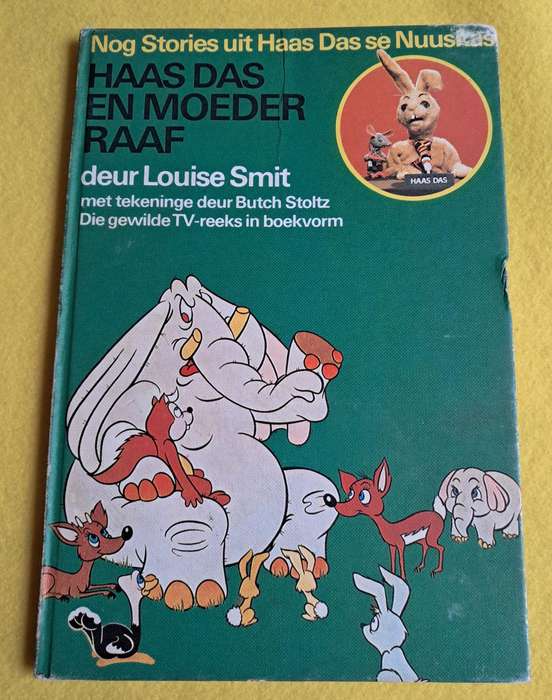 Nog Stories uit Haas Das se Nuuskas
HAAS DAS
EN MOEDER
RAAF
HAAS DAS
deur Louise Smit
met tekeninge deur Butch Stoltz
Die gewilde TV-reeks in boekvorm